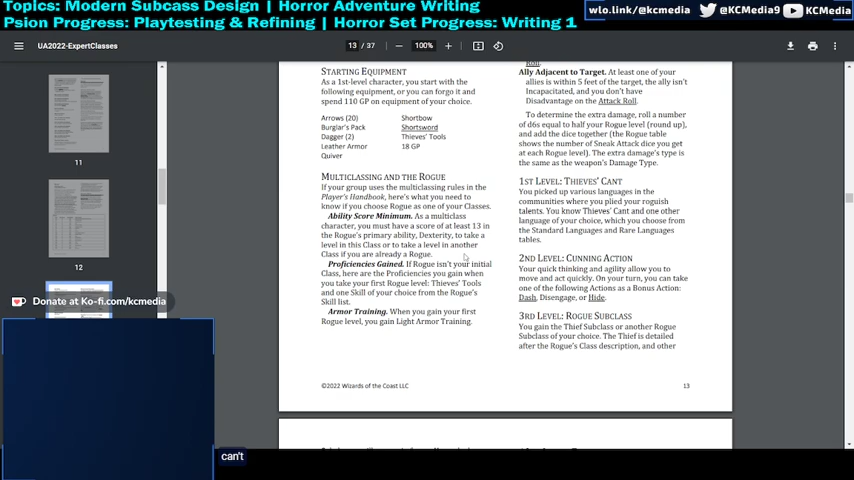 Topics: Modern Subcass Design | Horror Adventure Writing
Psion Progress: Playtesting & Refining | Horror Set Progress: Writing 1
wlo.link/@kcmedia
@KCMedia9
KCMedia
UA2022-ExpertClasses
13 / 37
100%
11
12
Donate at Ko-fi.com/kcmedia
STARTING EQUIPMENT
As a 1st-level character, you start with the
following equipment, or you can forgo it and
spend 110 GP on equipment of your choice.
Arrows (20) Shortbow
Burglar's Pack Shortsword
Dagger (2) Thieves' Tools
Leather Armor 18 GP
Quiver
MULTICLASSING AND THE ROGUE
If your group uses the multiclassing rules in the
Player's Handbook, here's what you need to
know if you choose Rogue as one of your Classes.
Ability Score Minimum. As a multiclass
character, you must have a score of at least 13 in
the Rogue's primary ability, Dexterity, to take a
level in this Class or to take a level in another
Class if you are already a Rogue.
Proficiencies Gained. If Rogue isn't your initial
Class, here are the Proficiencies you gain when
you take your first Rogue level: Thieves' Tools
and one Skill of your choice from the Rogue's
Skill list.
Armor Training. When you gain your first
Rogue level, you gain Light Armor Training.
Roll.
Ally Adjacent to Target. At least one of your
allies is within 5 feet of the target, the ally isn't
Incapacitated, and you don't have
Disadvantage on the Attack Roll.
To determine the extra damage, roll a number
of d6s equal to half your Rogue level (round up),
and add the dice together (the Rogue table
shows the number of Sneak Attack dice you get
at each Rogue level). The extra damage's type is
the same as the weapon's Damage Type.
1ST LEVEL: THIEVES' CANT
You picked up various languages in the
communities where you plied your roguish
talents. You know Thieves' Cant and one other
language of your choice, which you choose from
the Standard Languages and Rare Languages
tables.
2ND LEVEL: CUNNING ACTION
Your quick thinking and agility allow you to
move and act quickly. On your turn, you can take
one of the following Actions as a Bonus Action:
Dash, Disengage, or Hide.
3RD LEVEL: ROGUE SUBCLASS
You gain the Thief Subclass or another Rogue
Subclass of your choice. The Thief is detailed
after the Rogue's Class description, and other
©2022 Wizards of the Coast LLC
13
can't